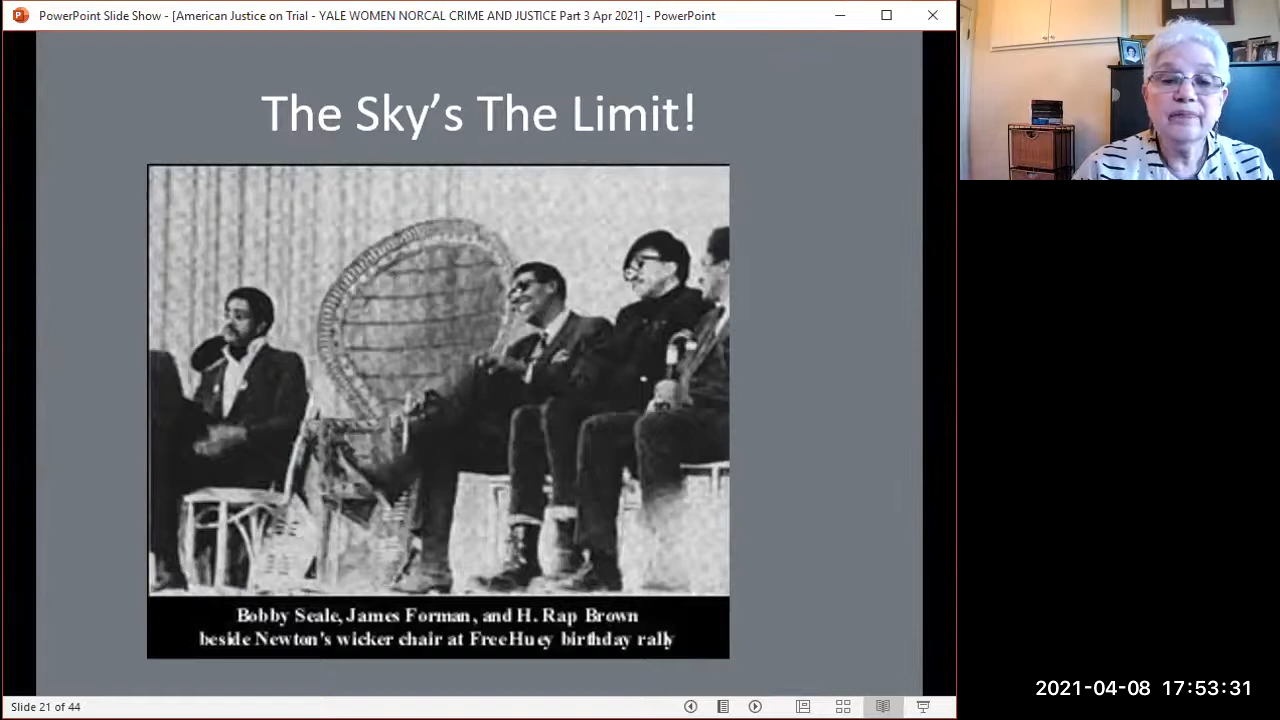 PowerPoint Slide Show - [American Justice on Trial - YALE WOMEN NORCAL CRIME AND JUSTICE Part 3 Apr 2021] - PowerPoint
The Sky's The Limit!
Bobby Seale, James Forman, and H. Rap Brown
beside Newton's wicker chair at Free Huey birthday rally
Slide 21 of 44
2021-04-08 17:53:31